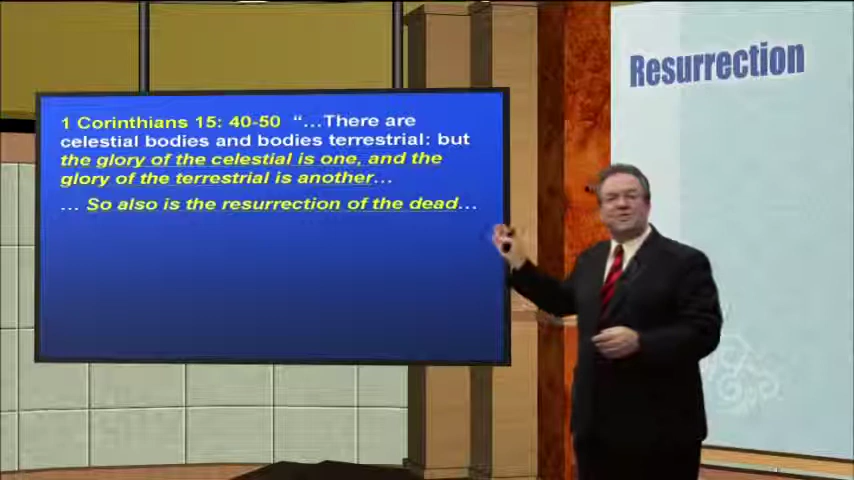 Resurrection
1 Corinthians 15: 40-50 “...There are
celestial bodies and bodies terrestrial: but
the glory of the celestial is one, and the
glory of the terrestrial is another...
... So also is the resurrection of the dead...